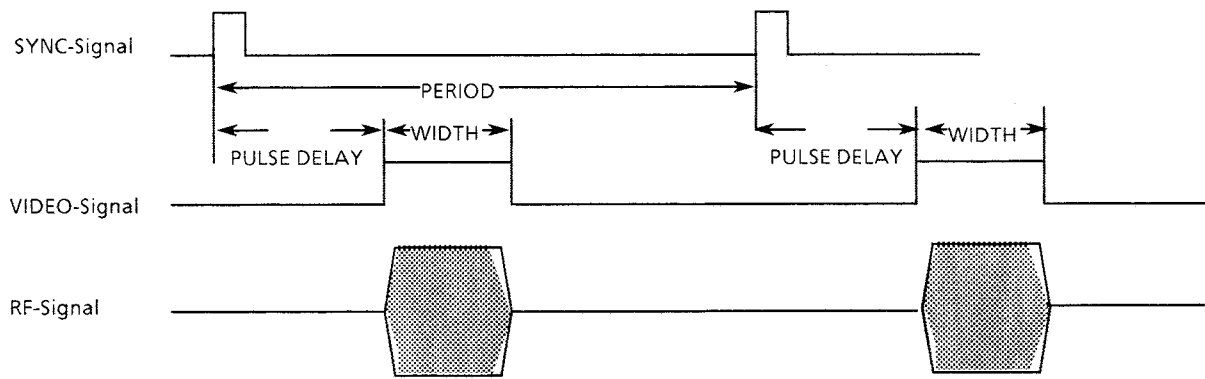 SYNC-Signal
PERIOD
WIDTH
WIDTH
PULSE DELAY
PULSE DELAY
VIDEO-Signal
RF-Signal